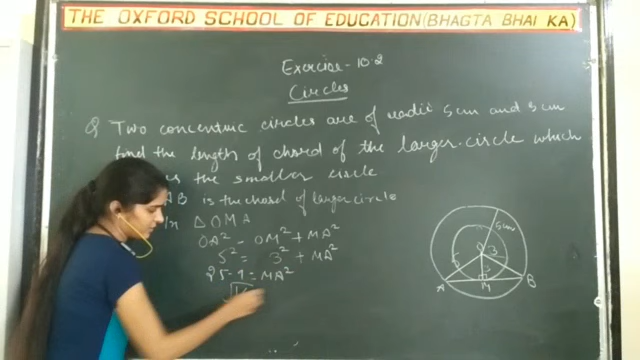 THE OXFORD SCHOOL OF EDUCATION(BHAGTA BHAI KA)
Exercise - 10.2
Circles
Q Two concentric circles are of radii 5cm and 3cm
find the length of chord of the larger circle which
the smaller circle
AB is the chord of larger circle
In △OMA
OA² = OM² + MA²
5² = 3² + MA²
25-9 = MA²
5cm
O
3
5
A
M
B